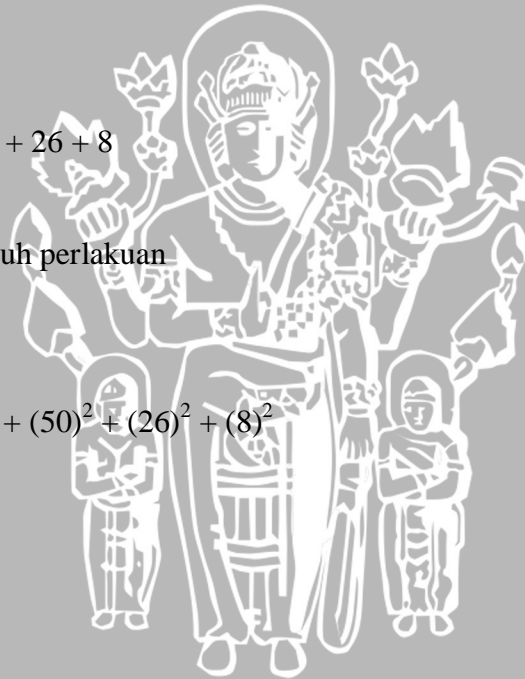 + 26 + 8
uh perlakuan
+ (50)² + (26)² + (8)²